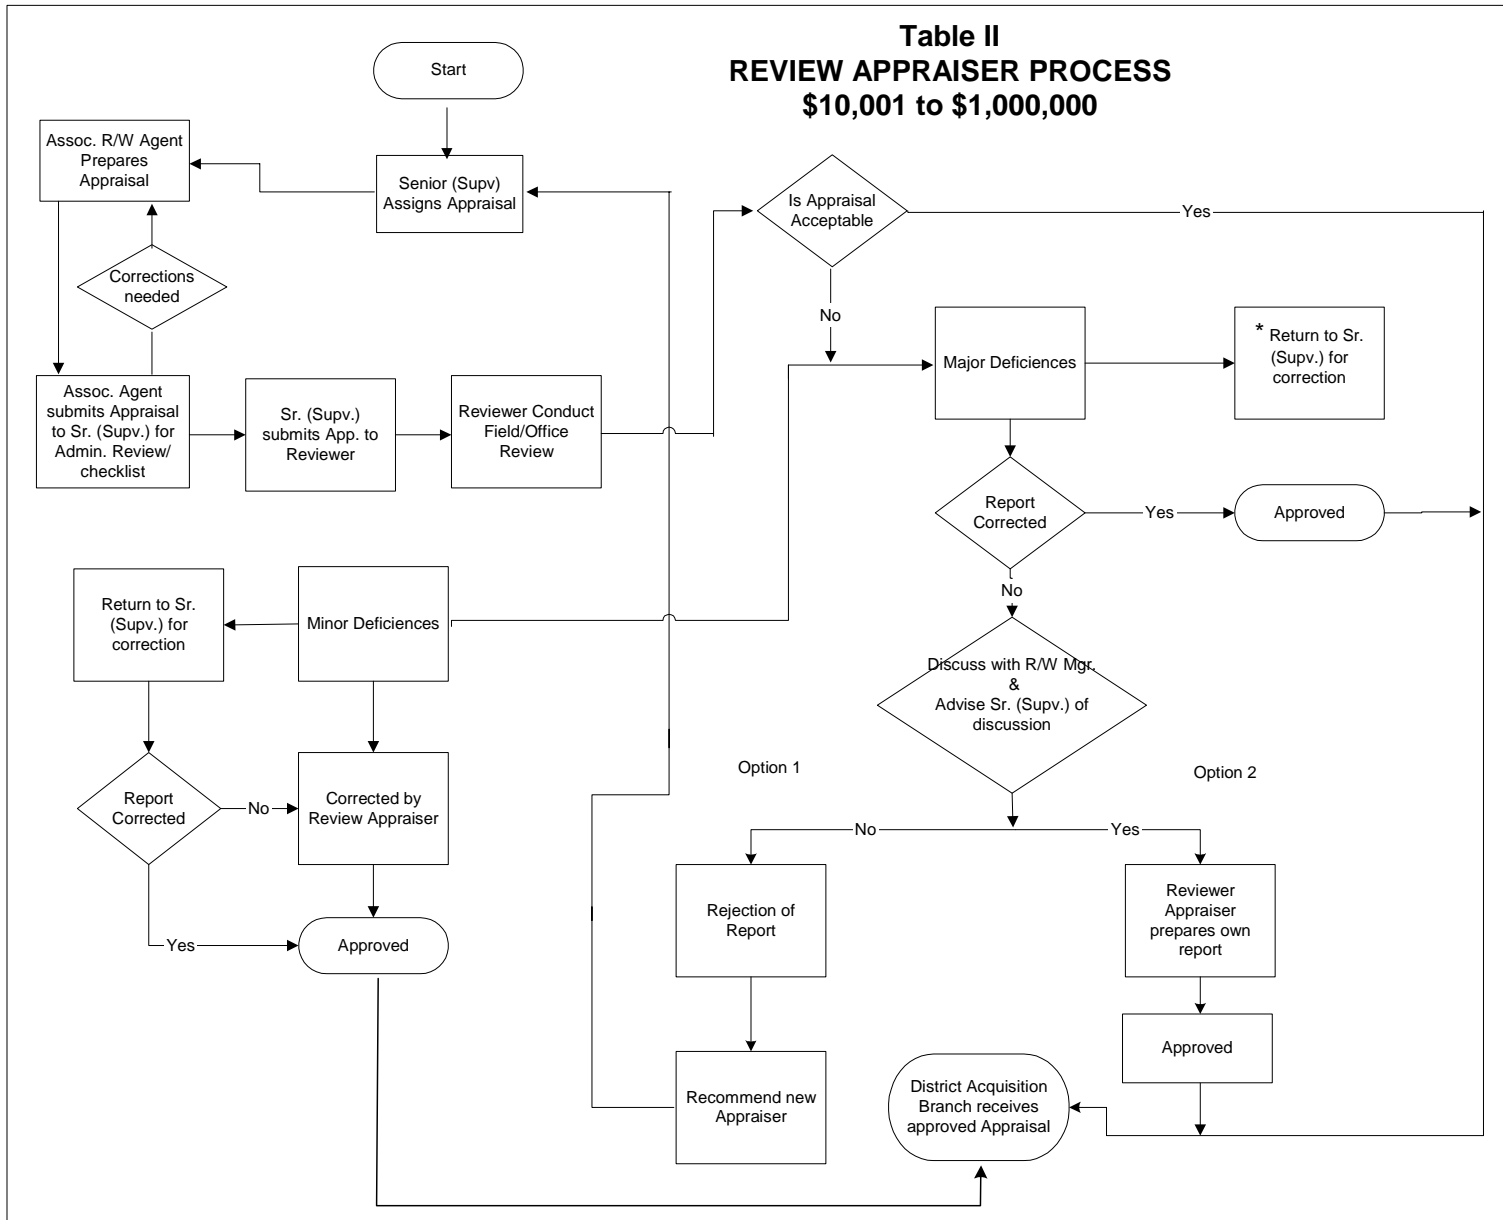 Table II
REVIEW APPRAISER PROCESS
$10,001 to $1,000,000
Start
Assoc. R/W Agent
Prepares
Appraisal
Senior (Supv)
Assigns Appraisal
Is Appraisal
Acceptable
Yes
Corrections
needed
No
Major Deficiences
* Return to Sr.
(Supv.) for
correction
Assoc. Agent
submits Appraisal
to Sr. (Supv.) for
Admin. Review/
checklist
Sr. (Supv.)
submits App. to
Reviewer
Reviewer Conduct
Field/Office
Review
Report
Corrected
Yes
Approved
No
Return to Sr.
(Supv.) for
correction
Minor Deficiences
Discuss with R/W Mgr.
&
Advise Sr. (Supv.) of
discussion
Option 1
Option 2
Report
Corrected
No
Corrected by
Review Appraiser
No
Yes
Rejection of
Report
Reviewer
Appraiser
prepares own
report
Yes
Approved
Approved
Recommend new
Appraiser
District Acquisition
Branch receives
approved Appraisal